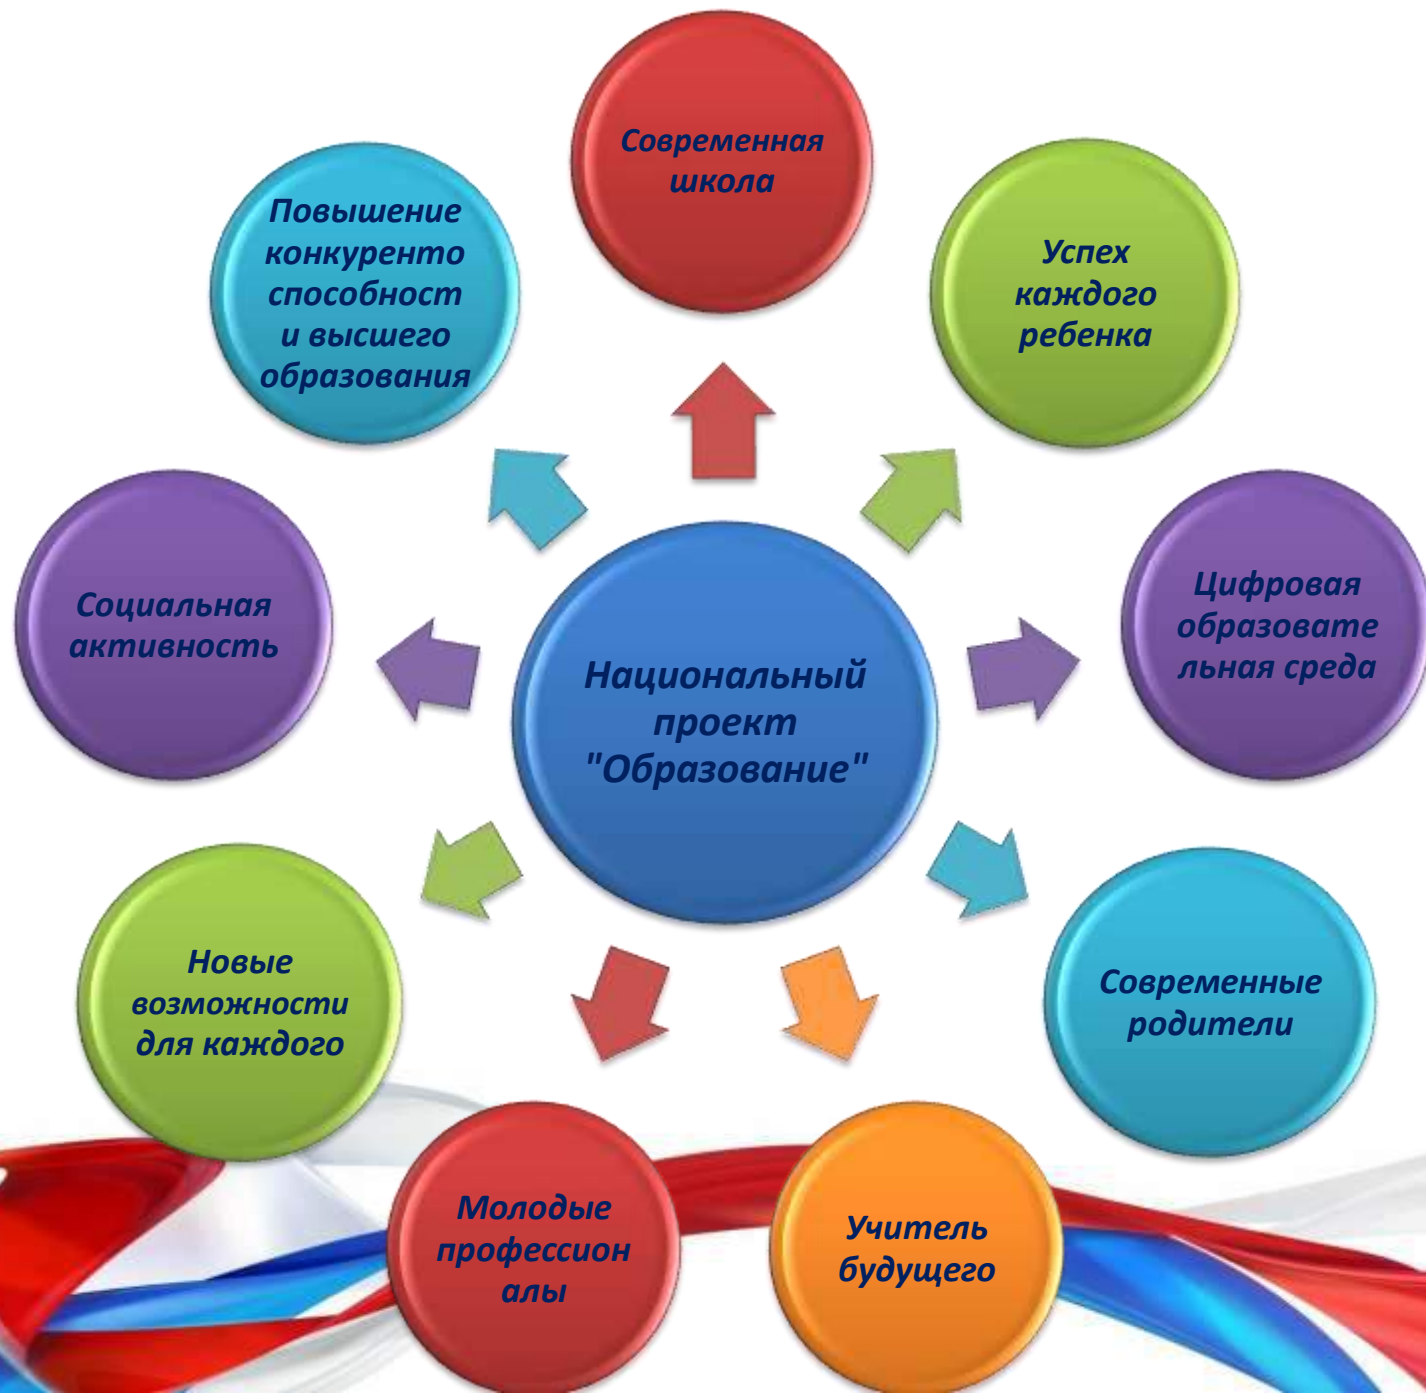 Современная
школа
Успех
каждого
ребенка
Цифровая
образовате
льная среда
Современные
родители
Учитель
будущего
Молодые
профессион
алы
Новые
возможности
для каждого
Социальная
активность
Повышение
конкуренто
способност
и высшего
образования
Национальный
проект
"Образование"